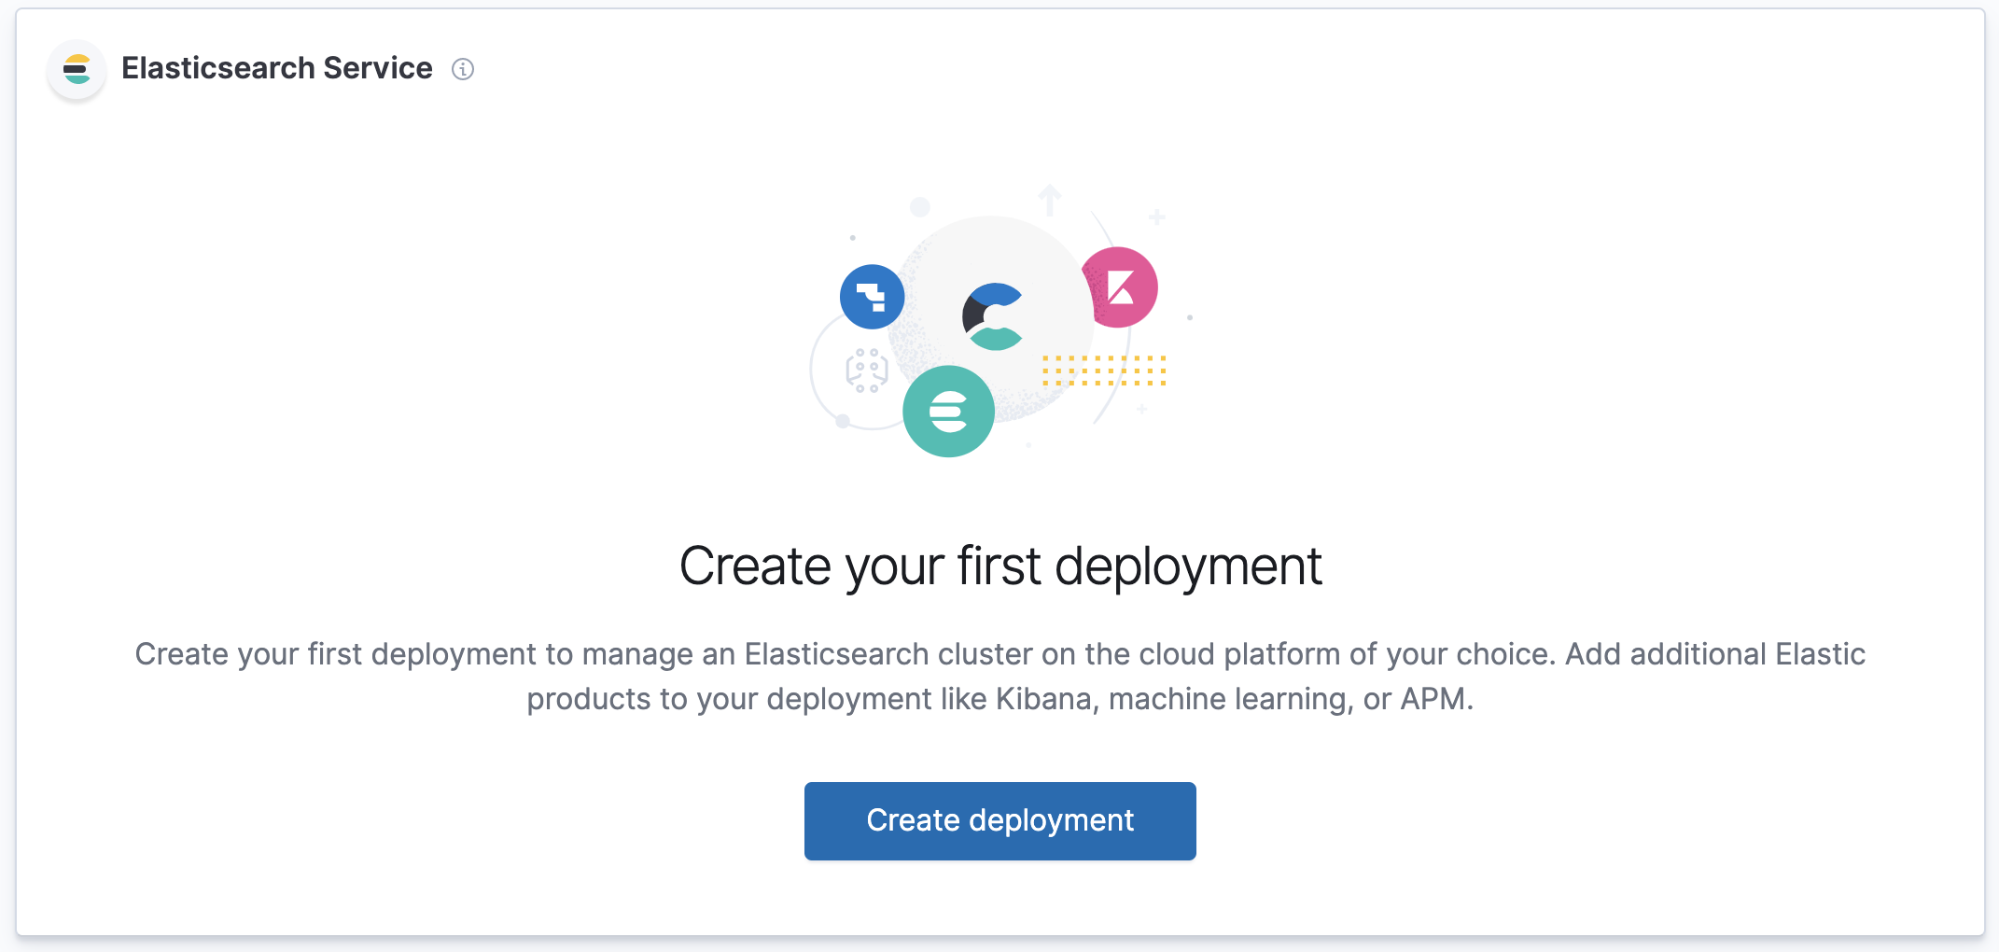 Elasticsearch Service
Create your first deployment
Create your first deployment to manage an Elasticsearch cluster on the cloud platform of your choice. Add additional Elastic
products to your deployment like Kibana, machine learning, or APM.
Create deployment